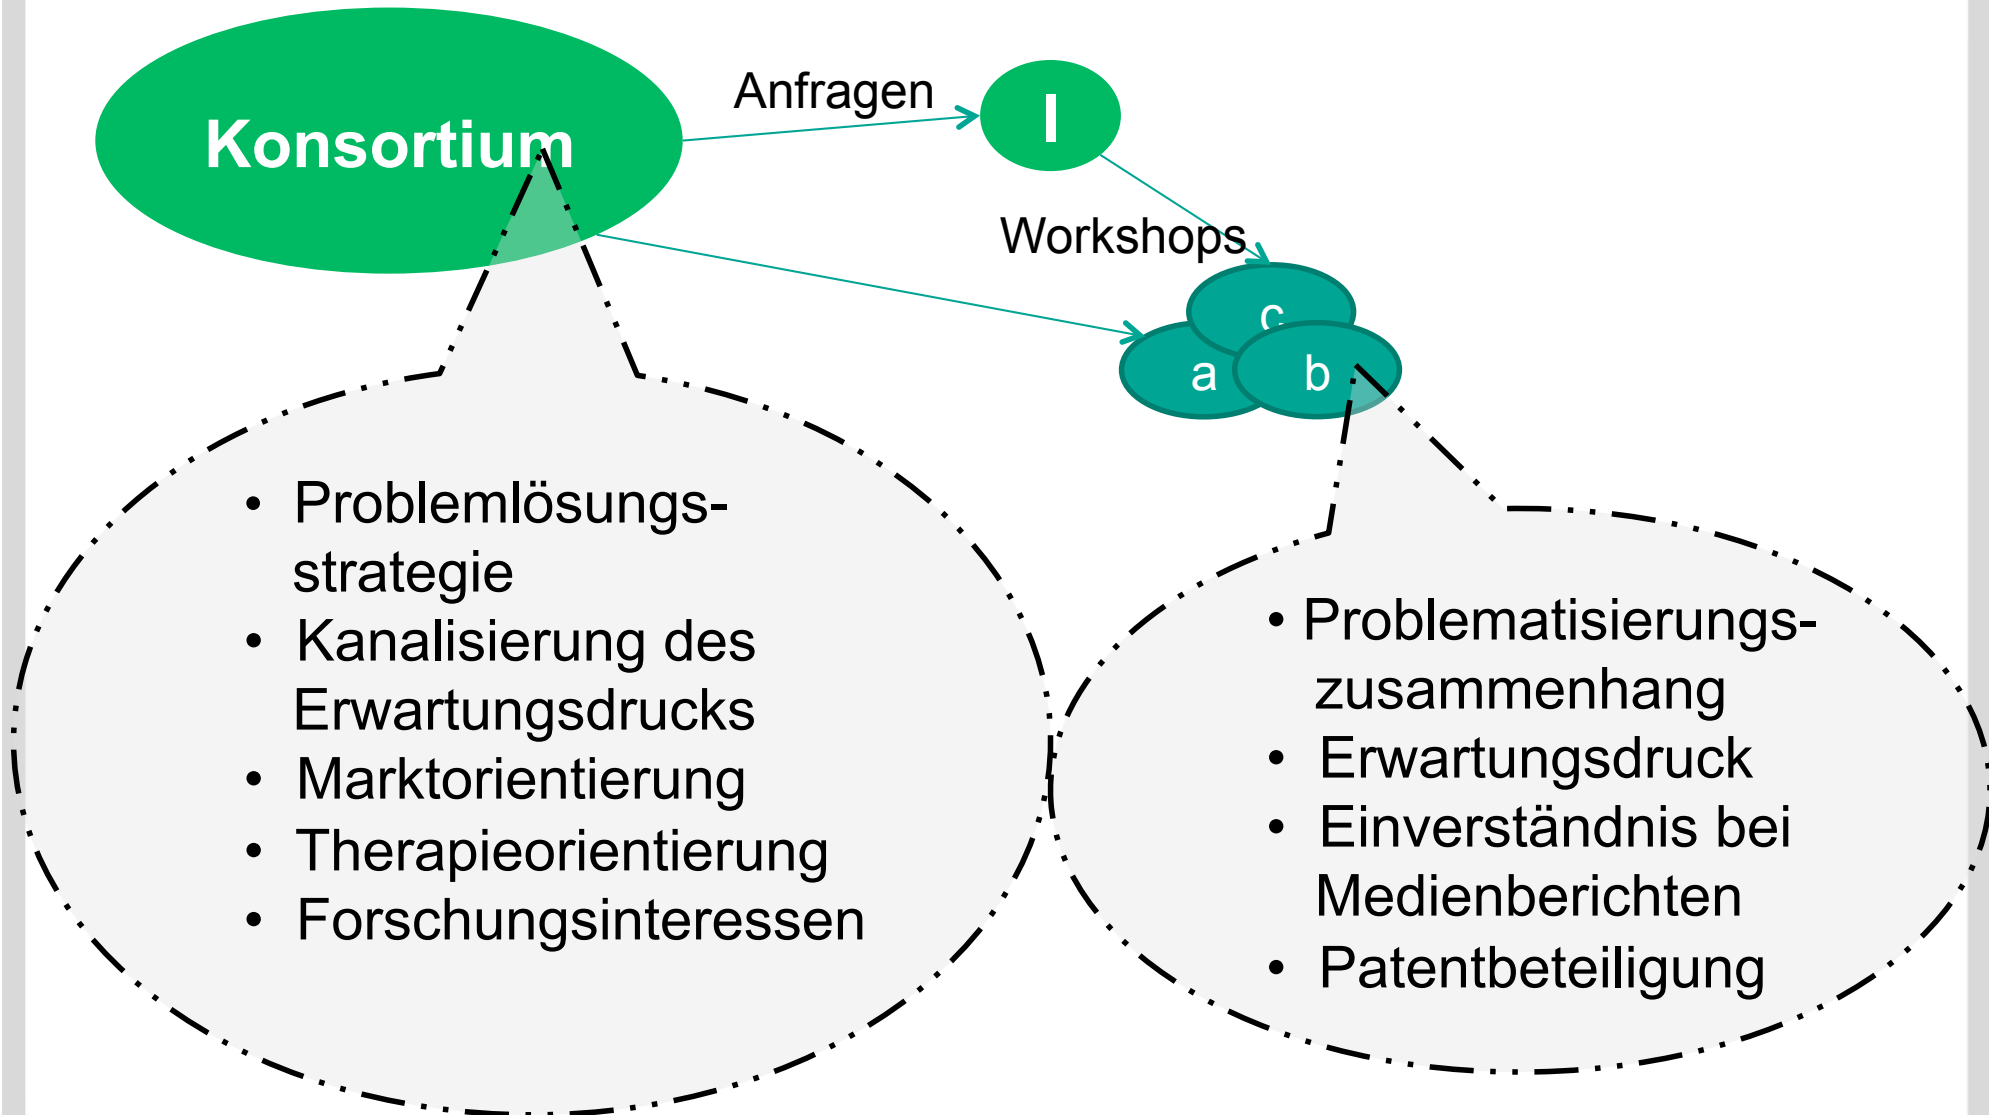 Konsortium
Anfragen
I
Workshops
c
a
b
• Problemlösungs-
strategie
• Kanalisierung des
Erwartungsdrucks
• Marktorientierung
• Therapieorientierung
• Forschungsinteressen
• Problematisierungs-
zusammenhang
• Erwartungsdruck
• Einverständnis bei
Medienberichten
• Patentbeteiligung